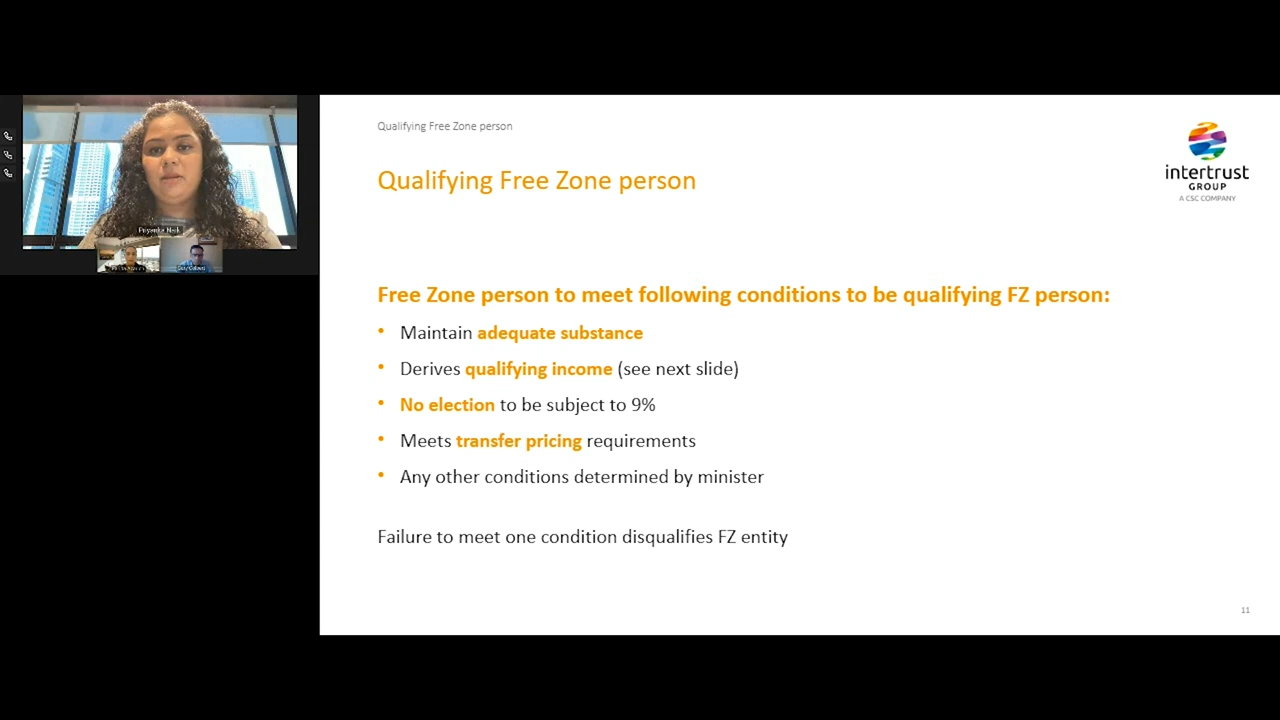 Qualifying Free Zone person
intertrust
GROUP
A CSC COMPANY
Qualifying Free Zone person
Priyanka Naik
Free Zone person to meet following conditions to be qualifying FZ person:
• Maintain adequate substance
• Derives qualifying income (see next slide)
• No election to be subject to 9%
• Meets transfer pricing requirements
• Any other conditions determined by minister
Failure to meet one condition disqualifies FZ entity
11